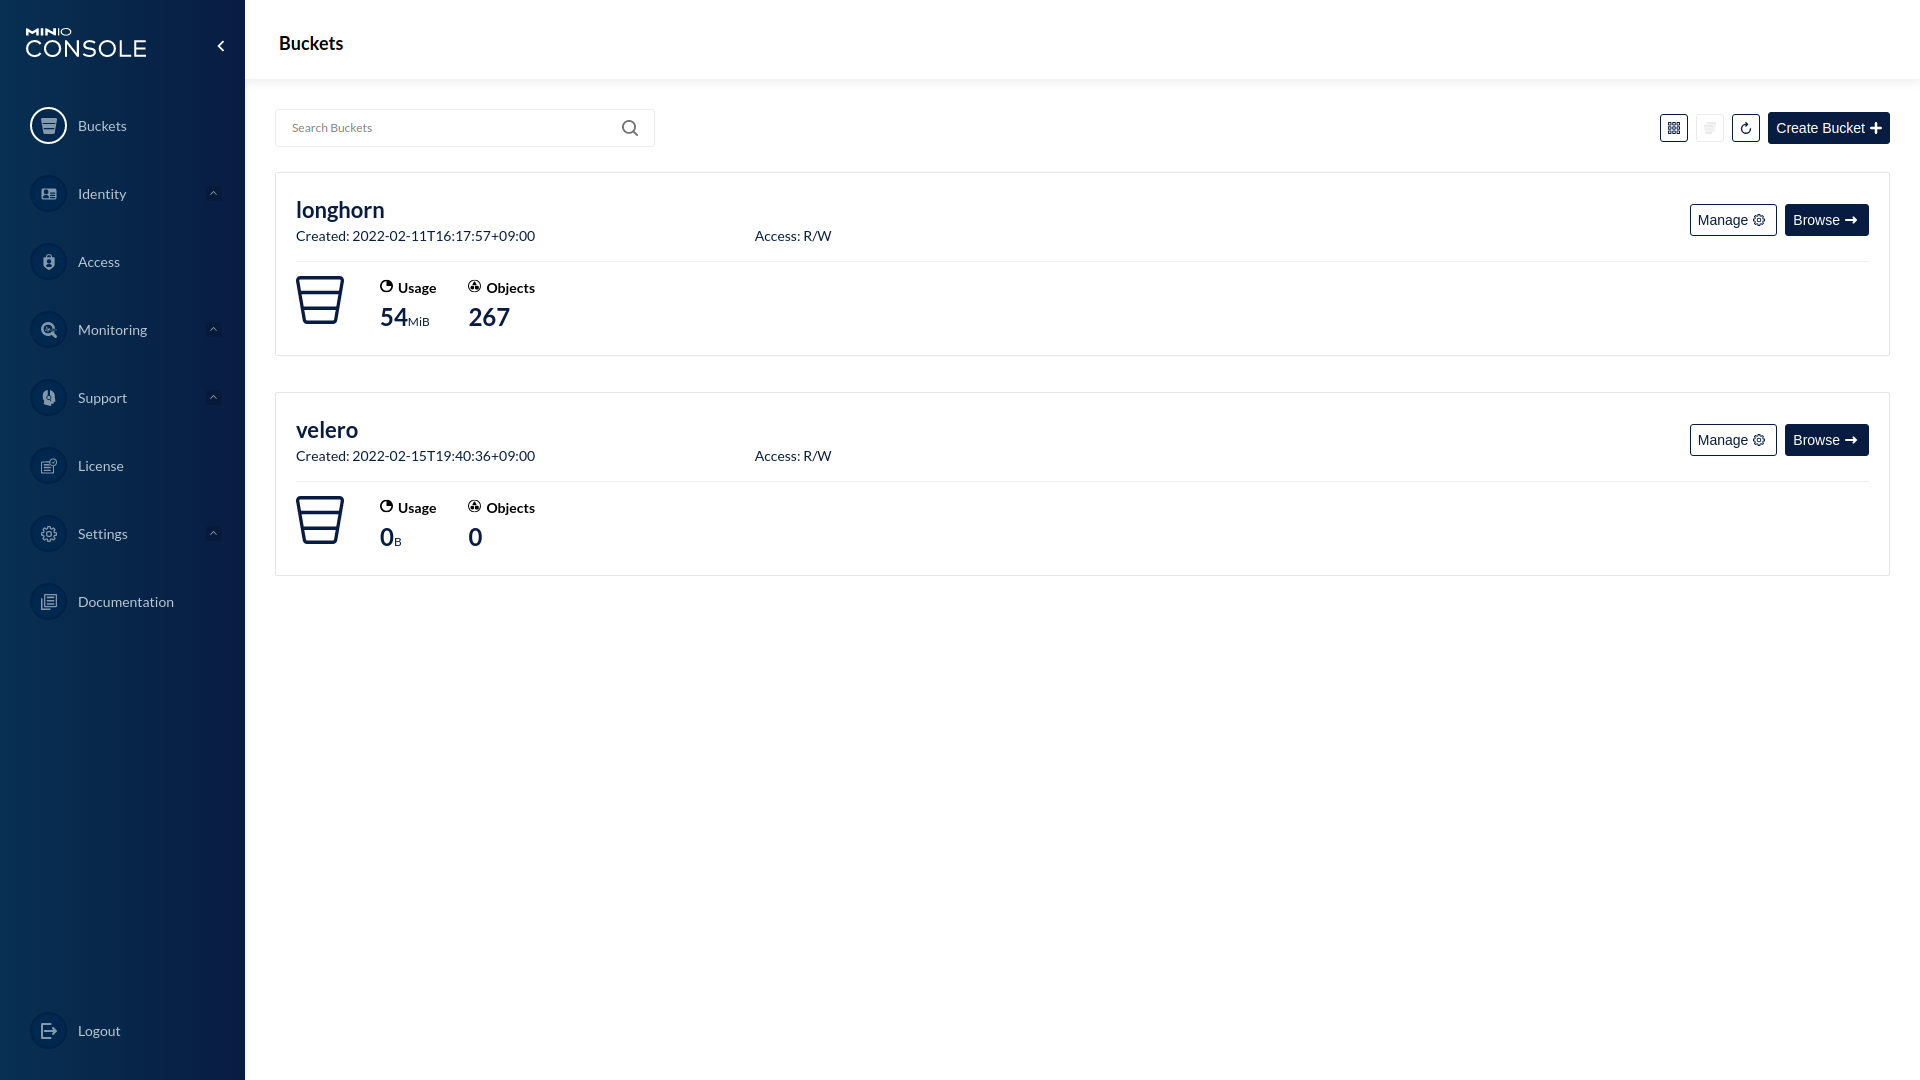 MINIO
CONSOLE
Buckets
Identity
Access
Monitoring
Support
License
Settings
Documentation
Logout
Buckets
Search Buckets
Create Bucket
longhorn
Created: 2022-02-11T16:17:57+09:00 Access: R/W
Manage Browse
Usage Objects
54MiB 267
velero
Created: 2022-02-15T19:40:36+09:00 Access: R/W
Manage Browse
Usage Objects
0B 0